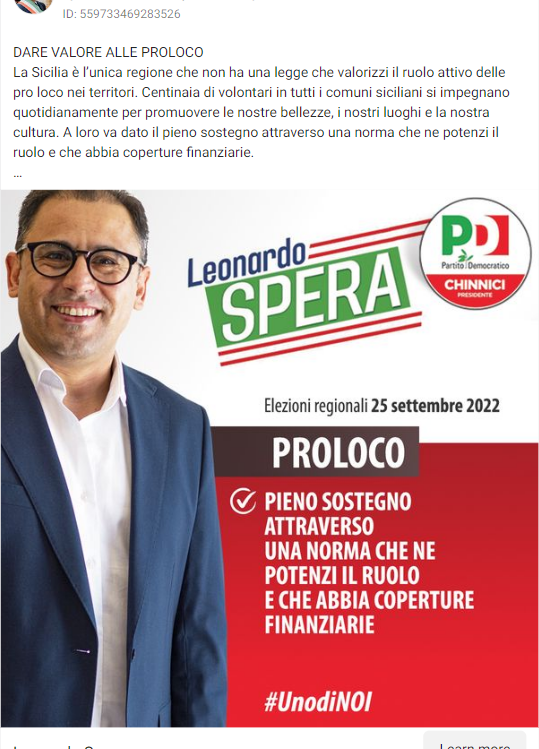 ID: 559733469283526
DARE VALORE ALLE PROLOCO
La Sicilia è l'unica regione che non ha una legge che valorizzi il ruolo attivo delle
pro loco nei territori. Centinaia di volontari in tutti i comuni siciliani si impegnano
quotidianamente per promuovere le nostre bellezze, i nostri luoghi e la nostra
cultura. A loro va dato il pieno sostegno attraverso una norma che ne potenzi il
ruolo e che abbia coperture finanziarie.
...
Leonardo
SPERA
PD
Partito Democratico
CHINNICI
PRESIDENTE
Elezioni regionali 25 settembre 2022
PROLOCO
PIENO SOSTEGNO
ATTRAVERSO
UNA NORMA CHE NE
POTENZI IL RUOLO
E CHE ABBIA COPERTURE
FINANZIARIE
#UnodiNOI
Learn more